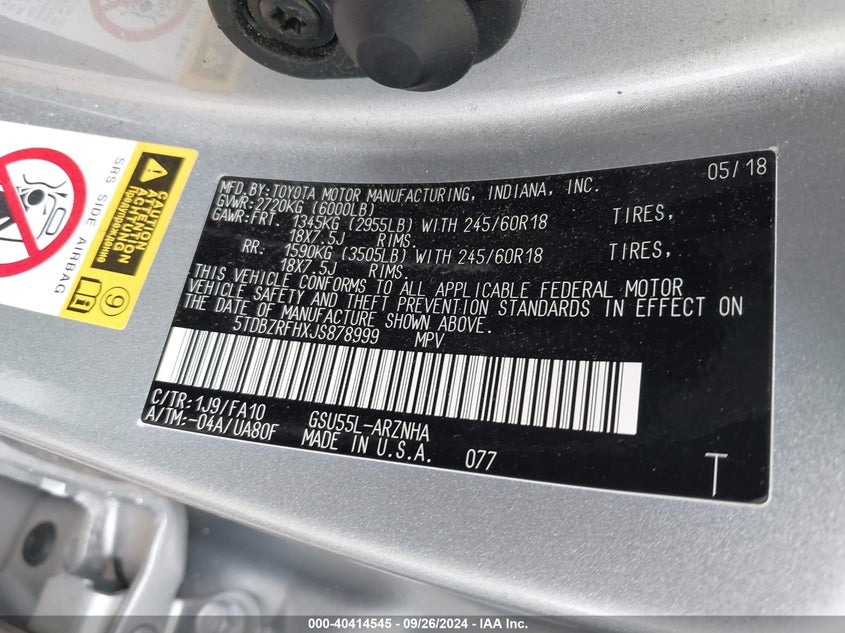 SRS SIDE AIRBAG
CAUTION
ATTENTION
ACHTUNG
Предупреждение
9
MFD.BY:TOYOTA MOTOR MANUFACTURING, INDIANA, INC. 05/18
GVWR:2720KG (6000LB)
GAWR:FRT. 1345KG (2955LB) WITH 245/60R18 TIRES,
18X7.5J RIMS.
RR: 1590KG (3505LB) WITH 245/60R18 TIRES,
18X7.5J RIMS.
THIS VEHICLE CONFORMS TO ALL APPLICABLE FEDERAL MOTOR
VEHICLE SAFETY AND THEFT PREVENTION STANDARDS IN EFFECT ON
THE DATE OF MANUFACTURE SHOWN ABOVE.
5TDBZRFHXJS878999 MPV
C/TR:1J9/FA10 GSU55L-ARZNHA
A/TM:-04A/UA80F MADE IN U.S.A. 077 T
000-40414545 - 09/26/2024 - IAA Inc.